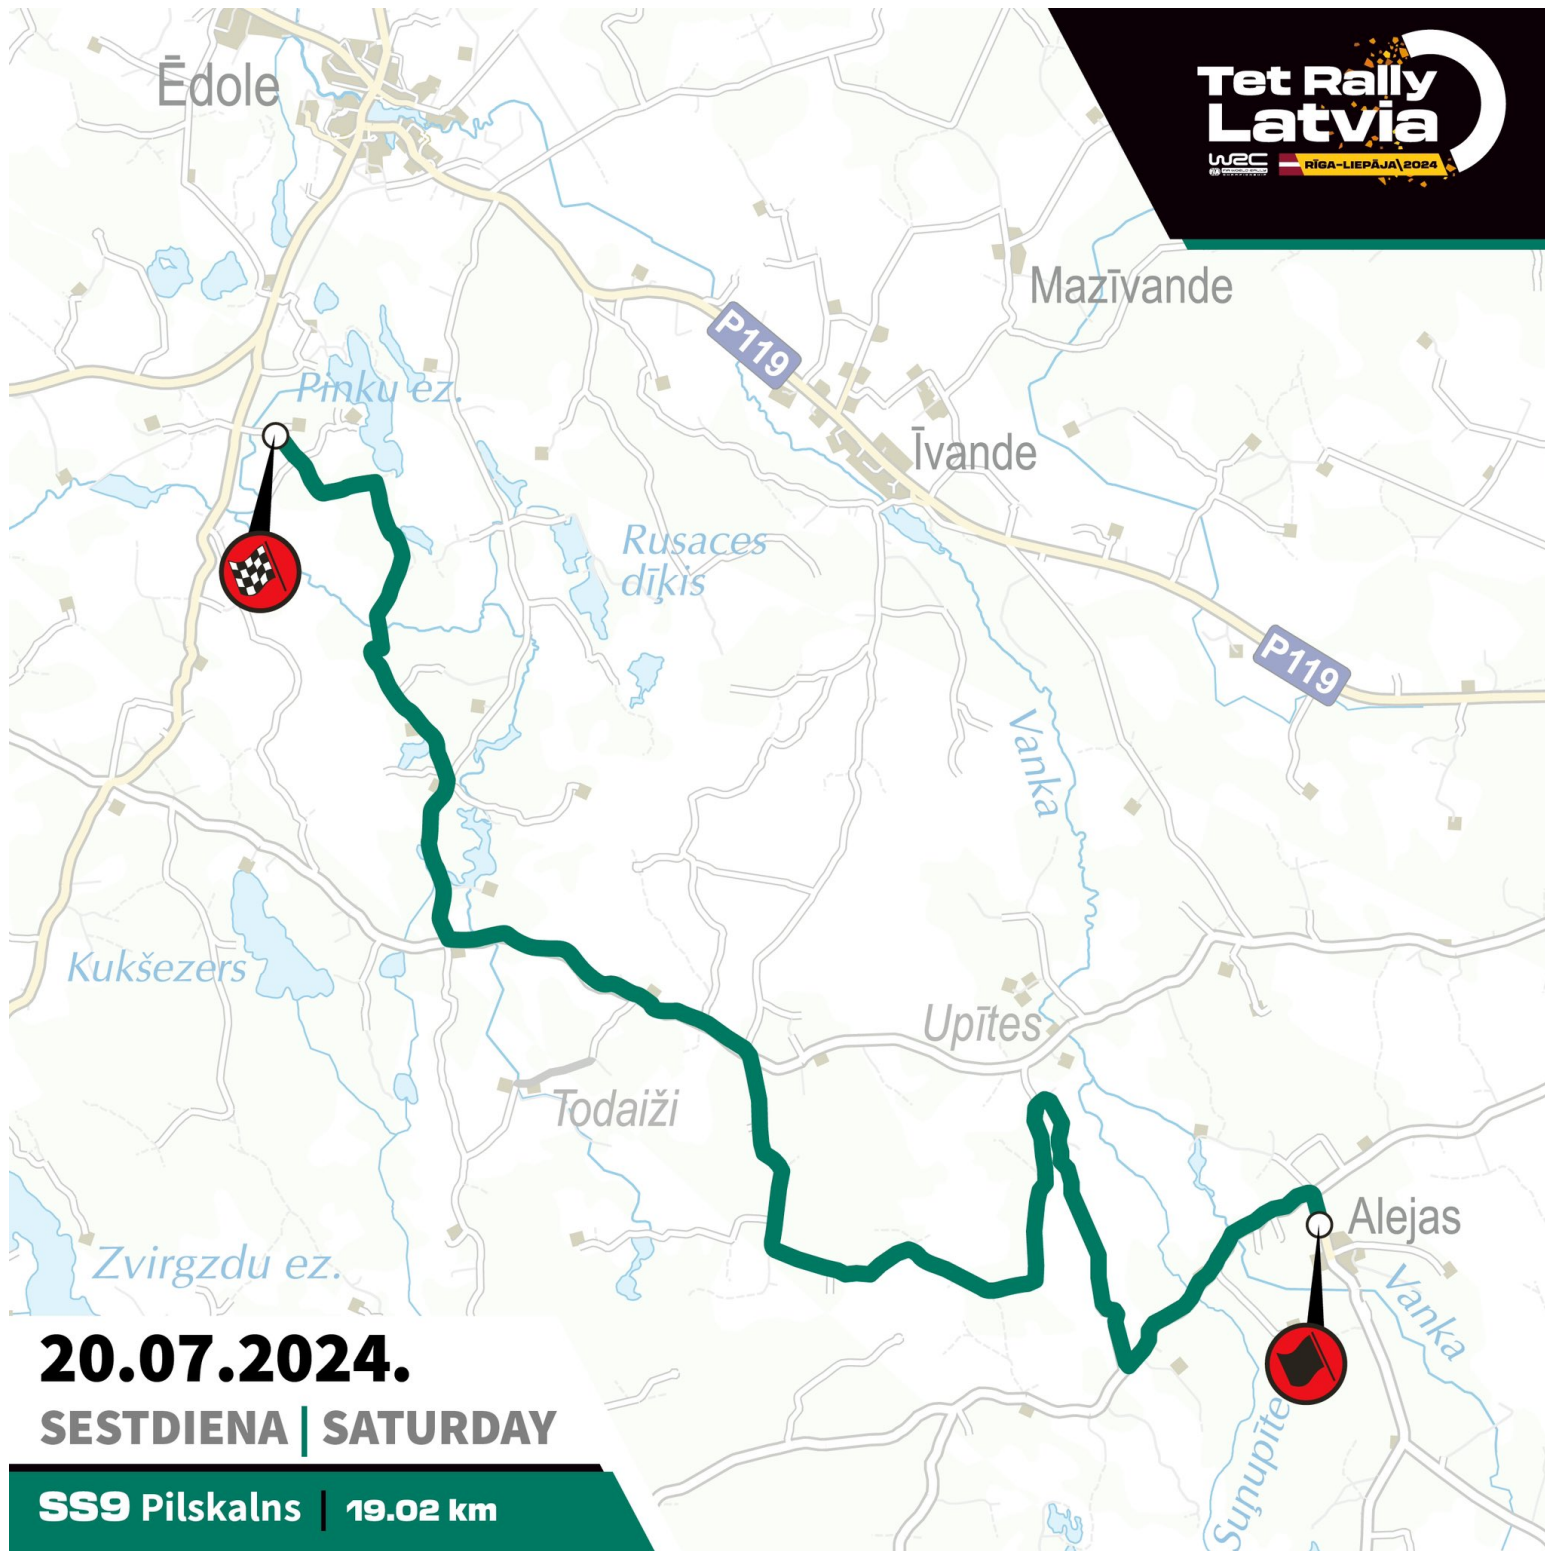 Ēdole
Tet Rally
Latvia
WRC
RĪGA-LIEPĀJA\2024
Mazīvande
P119
Pinku ez.
Īvande
Rusaces
dīķis
P119
Vanka
Kukšezers
Upītes
Todaiži
Alejas
Zvirgzdu ez.
Vanka
Suņupīte
20.07.2024.
SESTDIENA | SATURDAY
SS9 Pilskalns | 19.02 km